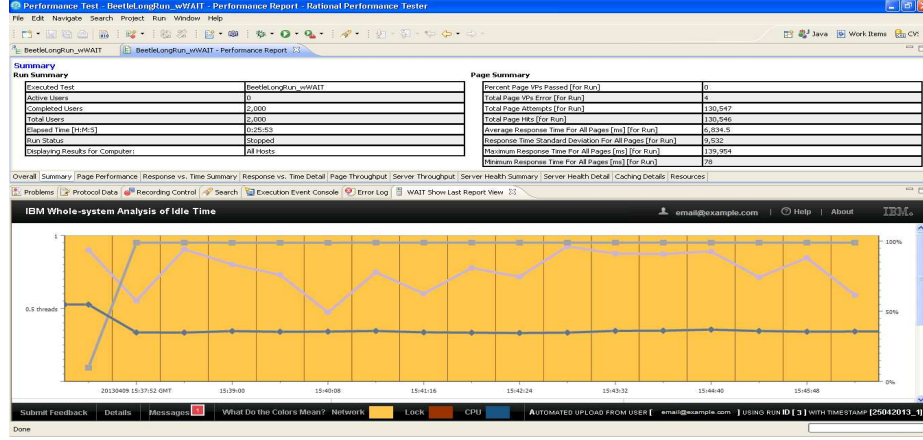 Performance Test - BeetleLongRun_wWAIT - Performance Report - Rational Performance Tester
File Edit Navigate Search Project Run Window Help
Java Work Items CVS
BeetleLongRun_wWAIT BeetleLongRun_wWAIT - Performance Report
Summary
Run Summary
Executed Test BeetleLongRun_wWAIT
Active Users 0
Completed Users 2,000
Total Users 2,000
Elapsed Time [H:M:S] 0:25:53
Run Status Stopped
Displaying Results for Computer: All Hosts
Page Summary
Percent Page VPs Passed [for Run] 0
Total Page VPs Error [for Run] 4
Total Page Attempts [for Run] 130,547
Total Page Hits [for Run] 130,546
Average Response Time For All Pages [ms] [for Run] 6,834.5
Response Time Standard Deviation For All Pages [for Run] 9,532
Maximum Response Time For All Pages [ms] [for Run] 139,954
Minimum Response Time For All Pages [ms] [for Run] 78
Overall Summary Page Performance Response vs. Time Summary Response vs. Time Detail Page Throughput Server Throughput Server Health Summary Server Health Detail Caching Details Resources
Problems Protocol Data Recording Control Search Execution Event Console Error Log WAIT Show Last Report View
IBM Whole-system Analysis of Idle Time
email@example.com | Help | About IBM.
1 100%
0.5 threads 50%
0%
20130409 15:37:52 GMT 15:39:00 15:40:08 15:41:16 15:42:24 15:43:32 15:44:40 15:45:48
Submit Feedback Details Messages What Do the Colors Mean? Network Lock CPU AUTOMATED UPLOAD FROM USER [ email@example.com ] USING RUN ID [ 3 ] WITH TIMESTAMP [25042013_1]
Done